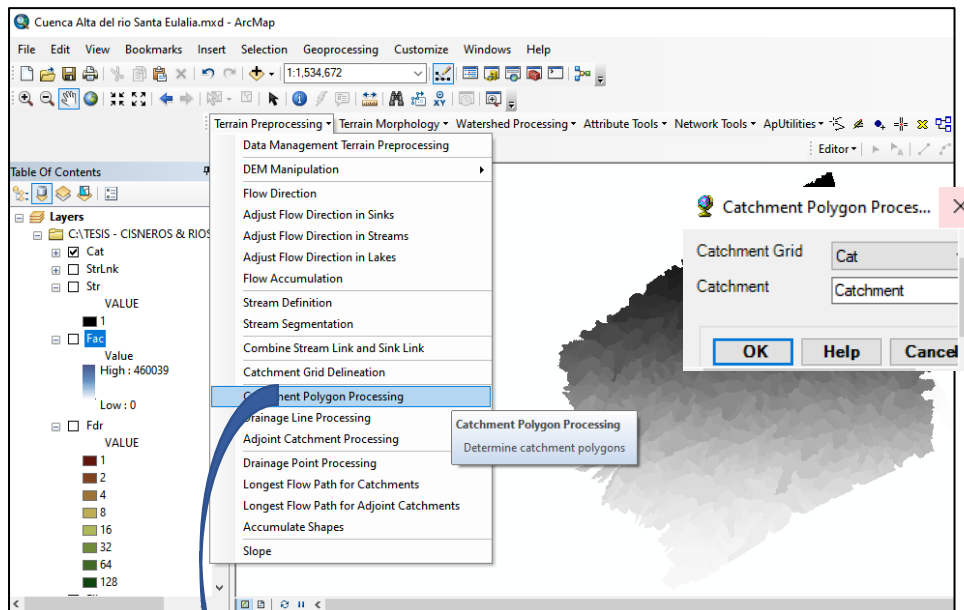 Cuenca Alta del rio Santa Eulalia.mxd - ArcMap
File Edit View Bookmarks Insert Selection Geoprocessing Customize Windows Help
1:1,534,672
Terrain Preprocessing Terrain Morphology Watershed Processing Attribute Tools Network Tools ApUtilities
Editor
Table Of Contents
Layers
C:\TESIS - CISNEROS & RIOS
Cat
StrLnk
Str
VALUE
1
Fac
Value
High : 460039
Low : 0
Fdr
VALUE
1
2
4
8
16
32
64
128
Data Management Terrain Preprocessing
DEM Manipulation
Flow Direction
Adjust Flow Direction in Sinks
Adjust Flow Direction in Streams
Adjust Flow Direction in Lakes
Flow Accumulation
Stream Definition
Stream Segmentation
Combine Stream Link and Sink Link
Catchment Grid Delineation
Catchment Polygon Processing
Drainage Line Processing
Adjoint Catchment Processing
Drainage Point Processing
Longest Flow Path for Catchments
Longest Flow Path for Adjoint Catchments
Accumulate Shapes
Slope
Catchment Polygon Processing
Determine catchment polygons
Catchment Polygon Proces...
Catchment Grid Cat
Catchment Catchment
OK Help Cancel